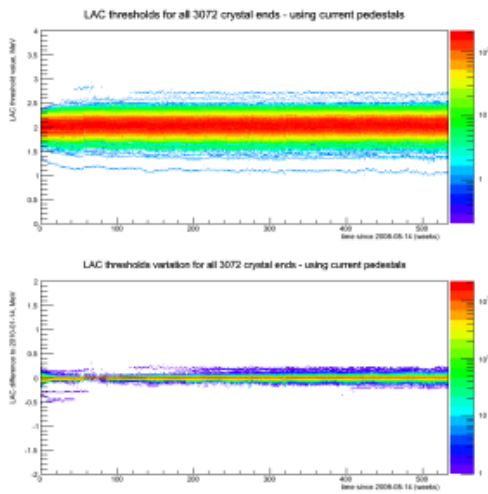 LAC thresholds for all 3072 crystal ends - using current pedestals
LAC threshold value, MeV
4
3.5
3
2.5
2
1.5
1
0.5
0
0 100 200 300 400 500
time since 2008-08-14 (weeks)
10
1
LAC thresholds variation for all 3072 crystal ends - using current pedestals
LAC difference to 2010-01-14, MeV
2
1.5
1
0.5
0
-0.5
-1
-1.5
-2
0 100 200 300 400 500
time since 2008-08-14 (weeks)
10
1